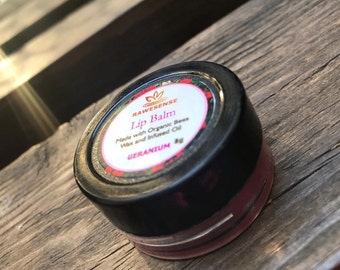 RAWESENSE
Lip Balm
Made with Organic Bees
Wax and Infused Oil
GERANIUM 8g